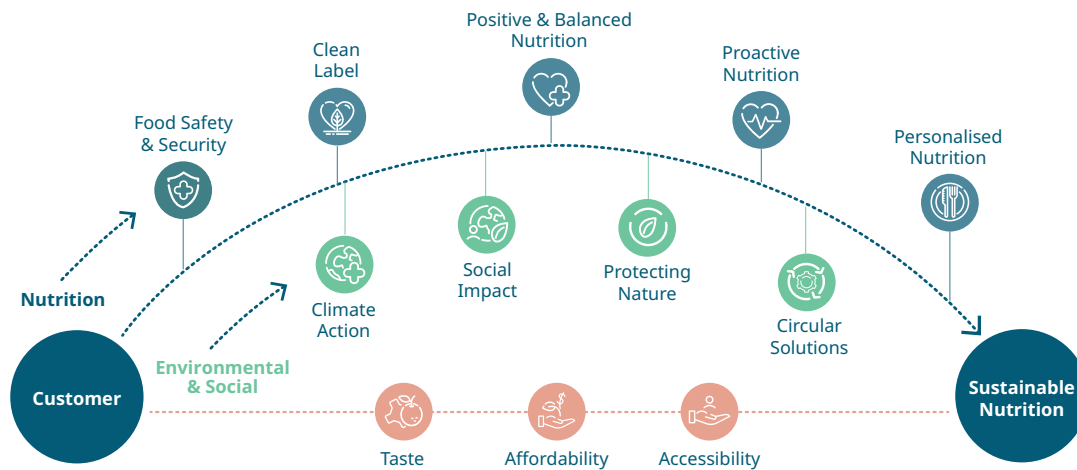 Positive & Balanced
Nutrition
Clean
Label
Proactive
Nutrition
Food Safety
& Security
Personalised
Nutrition
Nutrition
Climate
Action
Social
Impact
Protecting
Nature
Circular
Solutions
Environmental
& Social
Customer
Sustainable
Nutrition
Taste
Affordability
Accessibility